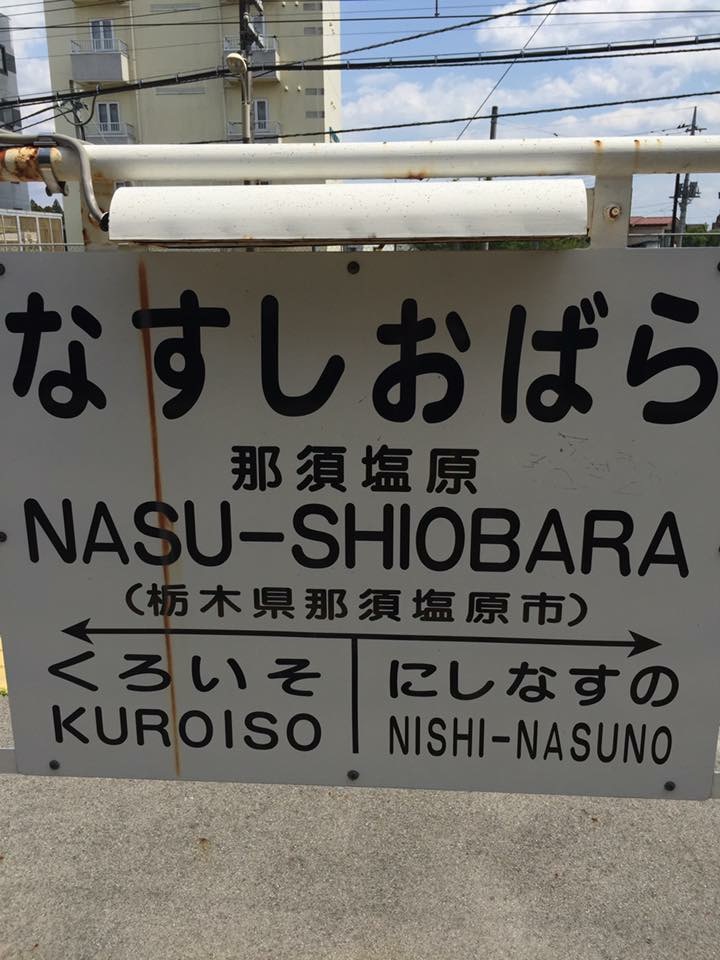 なすしおばら
那須塩原
NASU-SHIOBARA
(栃木県那須塩原市)
くろいそ
KUROISO
にしなすの
NISHI-NASUNO